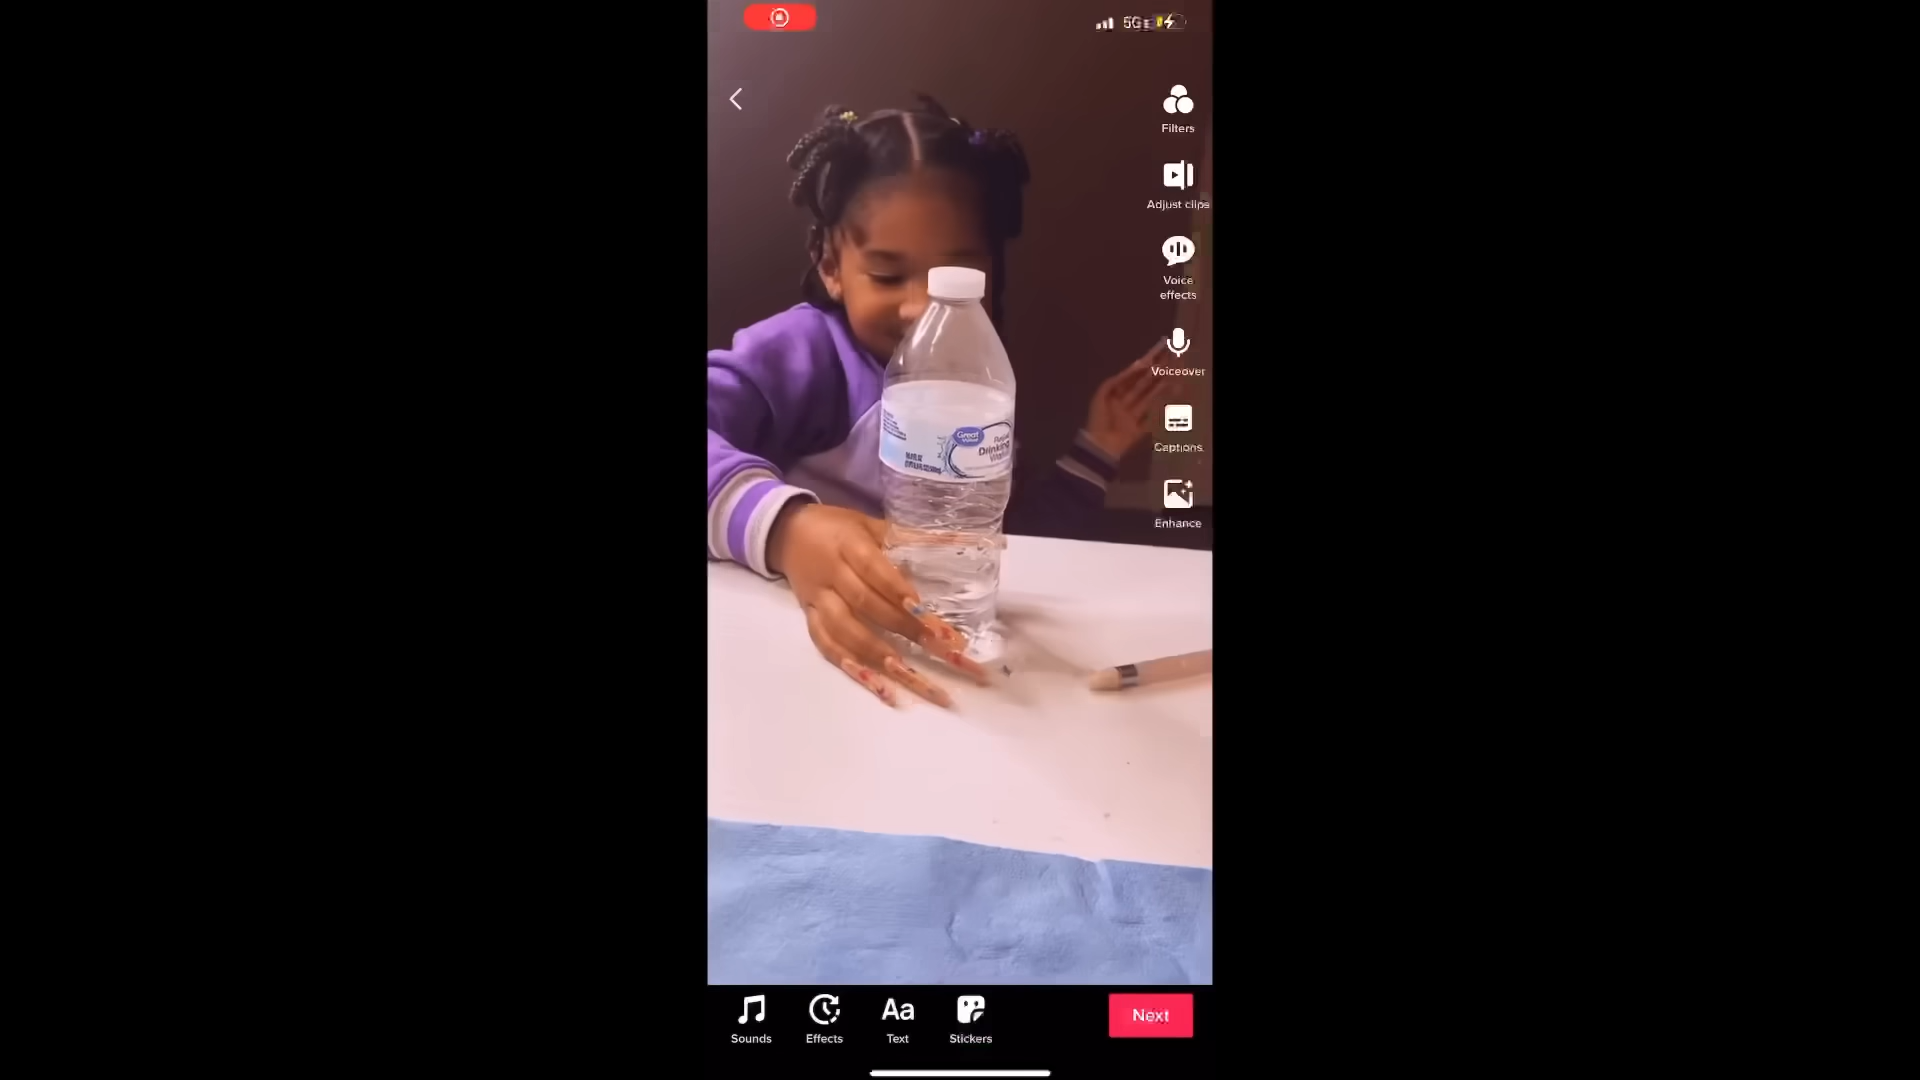 5G
Filters
Adjust clips
Voice
effects
Voiceover
Captions
Enhance
Great
Value
Drinking
Sounds
Effects
Aa
Text
Stickers
Next